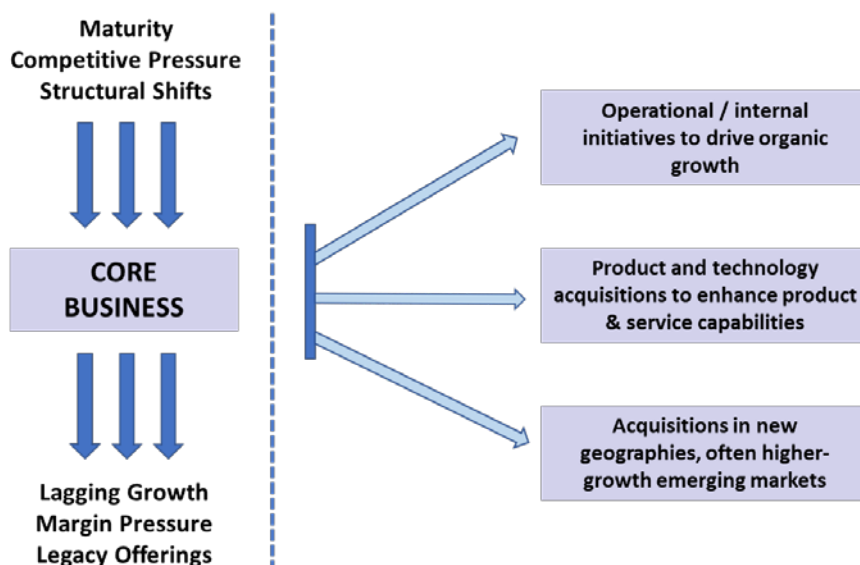 Maturity
Competitive Pressure
Structural Shifts
CORE
BUSINESS
Lagging Growth
Margin Pressure
Legacy Offerings
Operational / internal
initiatives to drive organic
growth
Product and technology
acquisitions to enhance product
& service capabilities
Acquisitions in new
geographies, often higher-
growth emerging markets